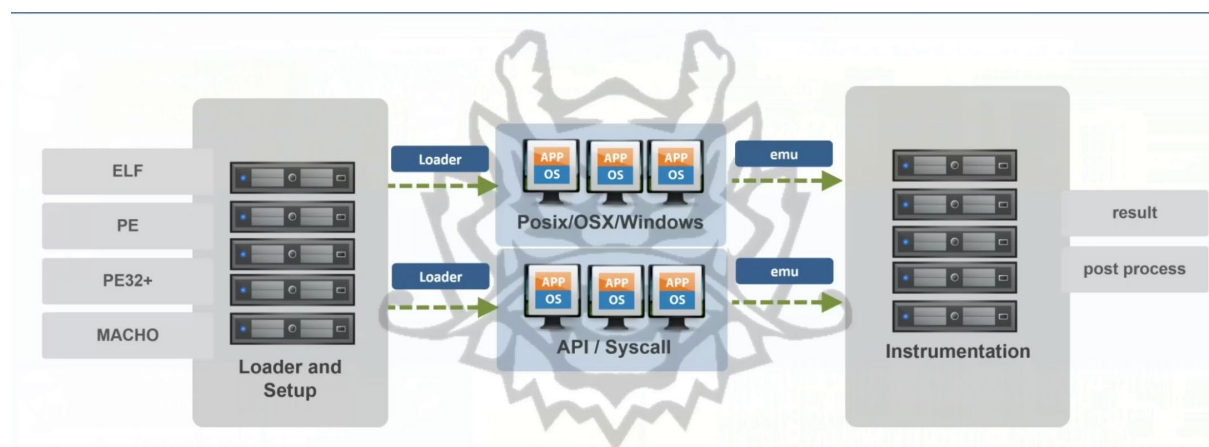 ELF
PE
PE32+
MACHO
Loader and
Setup
Loader
Loader
APP
OS
APP
OS
APP
OS
Posix/OSX/Windows
APP
OS
APP
OS
APP
OS
API / Syscall
emu
emu
Instrumentation
result
post process